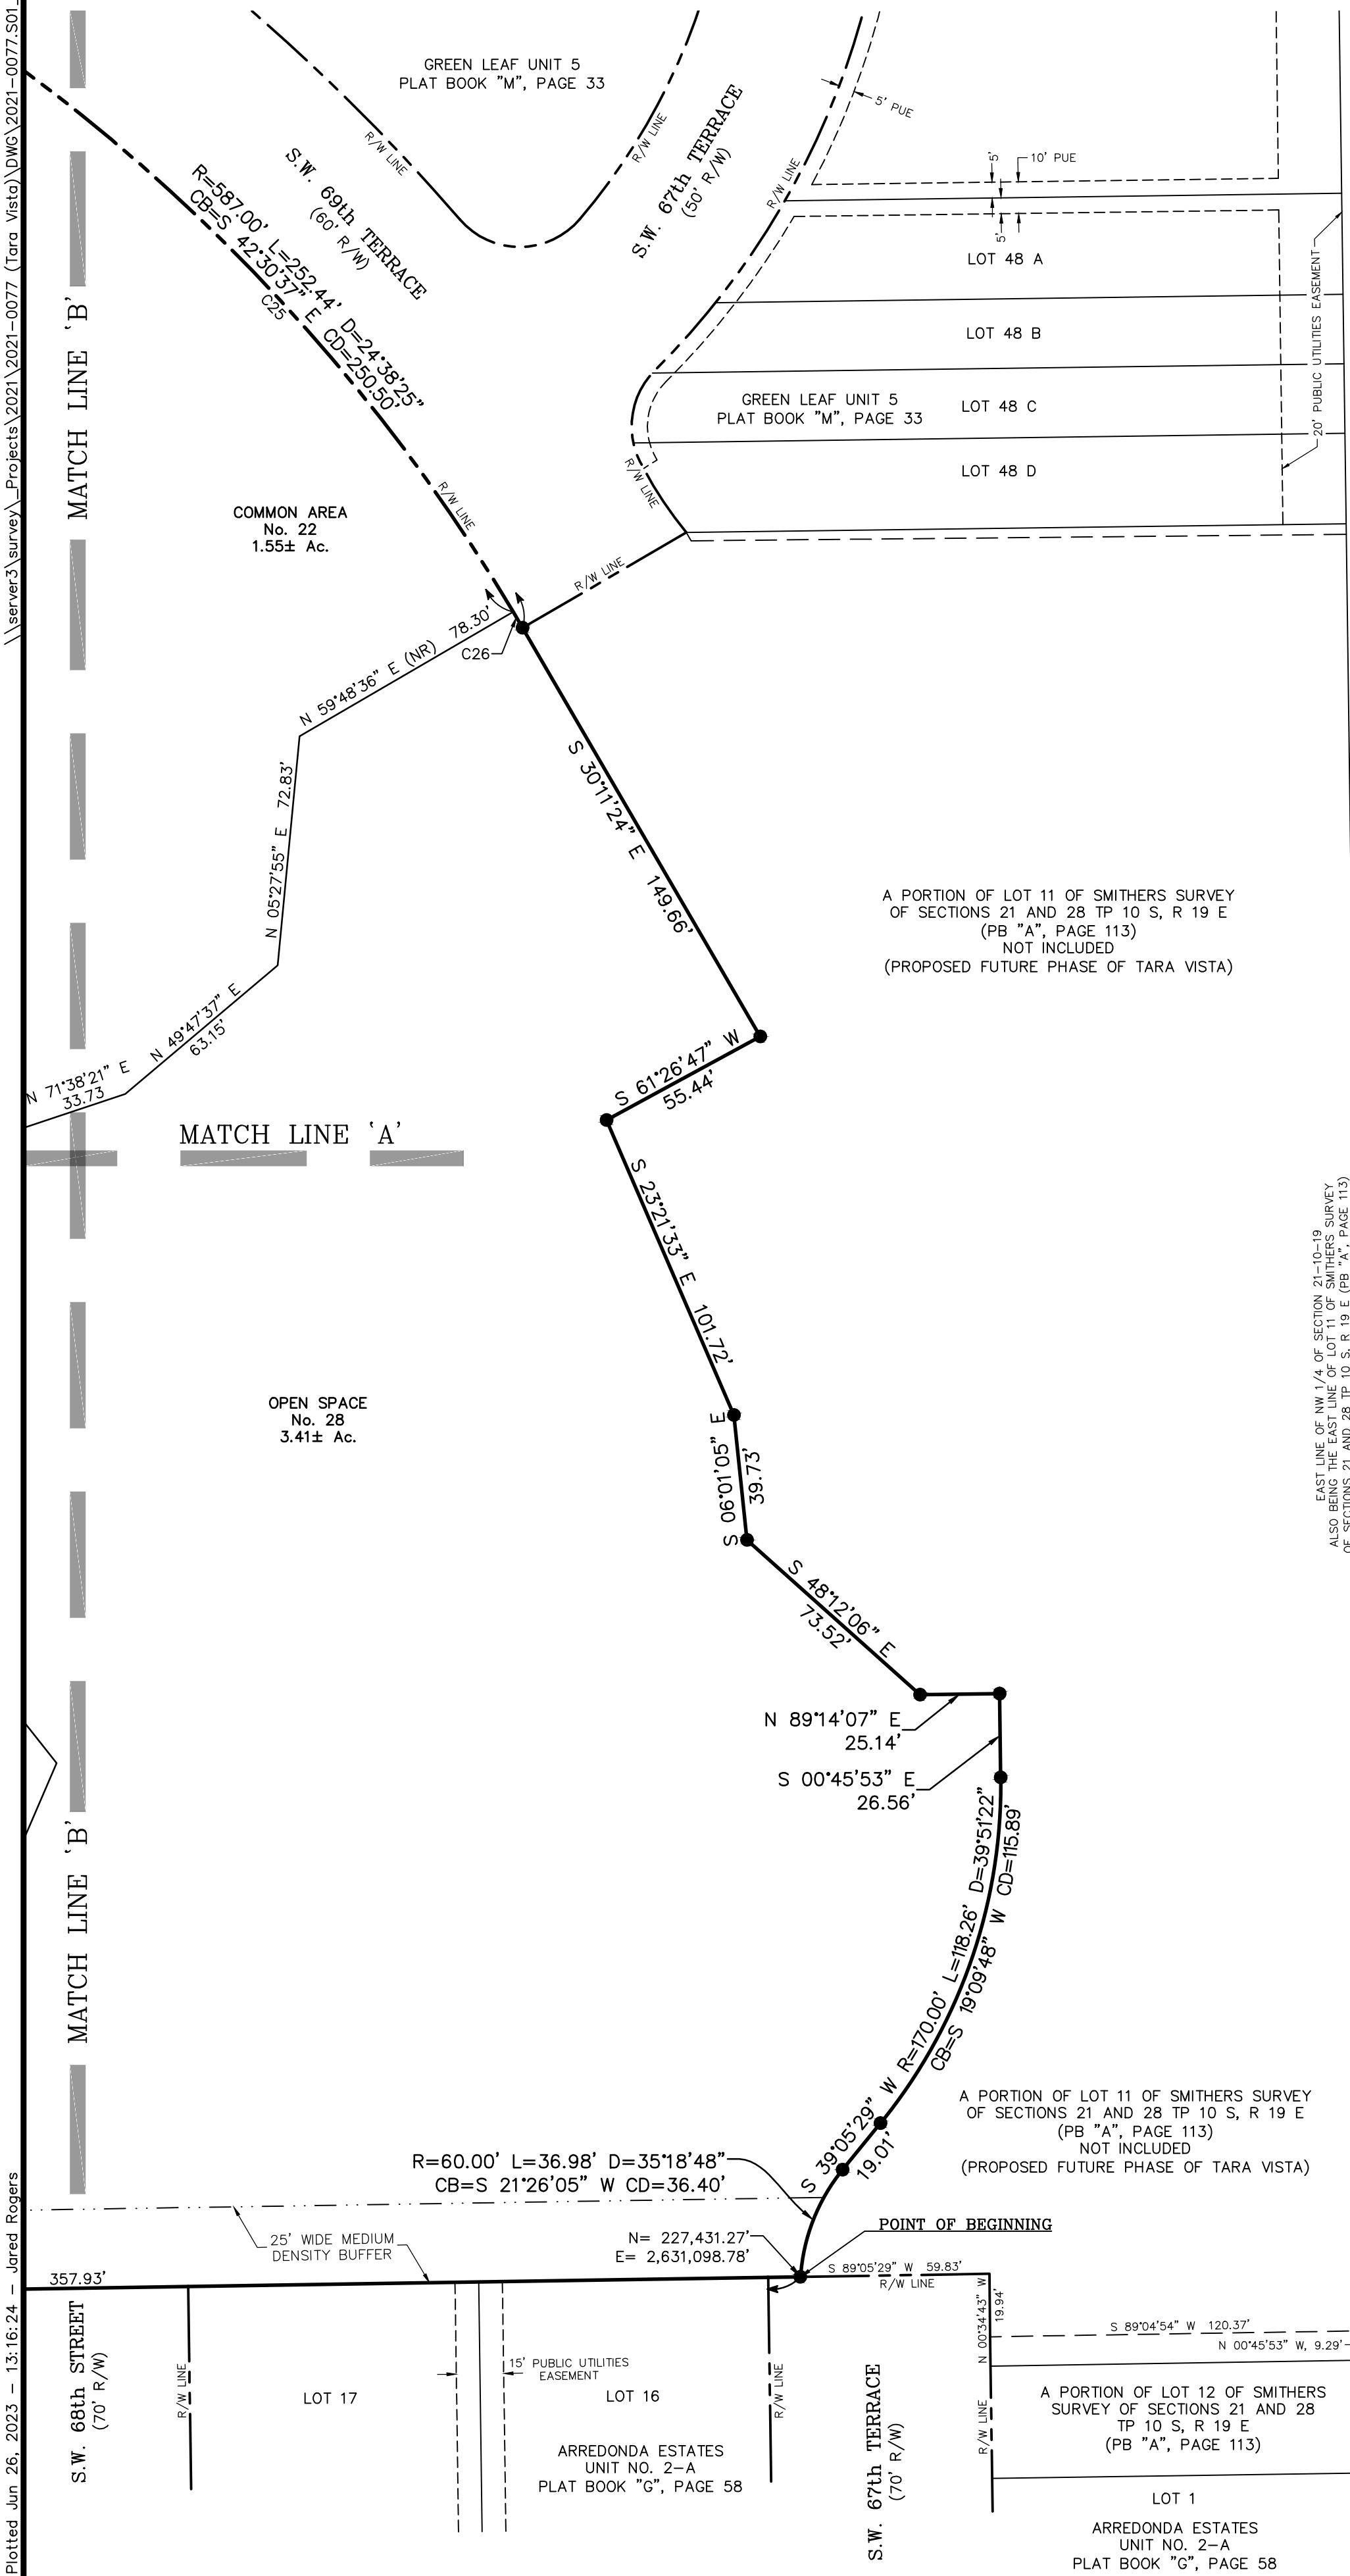 \\server3\survey\_Projects\2021\2021-0077 (Tara Vista)\DWG\2021-0077.S01_
Plotted Jun 26, 2023 - 13:16:24 - Jared Rogers
MATCH LINE 'B'
GREEN LEAF UNIT 5
PLAT BOOK "M", PAGE 33
R/W LINE
R/W LINE
S.W. 69th TERRACE
(60' R/W)
S.W. 67th TERRACE
(50' R/W)
R/W LINE
5' PUE
5'
10' PUE
5'
LOT 48 A
LOT 48 B
GREEN LEAF UNIT 5
PLAT BOOK "M", PAGE 33
LOT 48 C
LOT 48 D
20' PUBLIC UTILITIES EASEMENT
R=587.00' L=252.44' D=24°38'25"
CB=S 42°30'37" E CD=250.50'
C25
R/W LINE
R/W LINE
R/W LINE
COMMON AREA
No. 22
1.55± Ac.
N 59°48'36" E (NR) 78.30'
C26
N 05°27'55" E 72.83'
N 49°47'37" E
63.15'
N 71°38'21" E
33.73
S 30°11'24" E 149.66'
A PORTION OF LOT 11 OF SMITHERS SURVEY
OF SECTIONS 21 AND 28 TP 10 S, R 19 E
(PB "A", PAGE 113)
NOT INCLUDED
(PROPOSED FUTURE PHASE OF TARA VISTA)
S 61°26'47" W
55.44'
MATCH LINE 'A'
S 23°21'33" E 101.72'
EAST LINE OF NW 1/4 OF SECTION 21-10-19
ALSO BEING THE EAST LINE OF LOT 11 OF SMITHERS SURVEY
OF SECTIONS 21 AND 28 TP 10 S, R 19 E (PB "A", PAGE 113)
OPEN SPACE
No. 28
3.41± Ac.
S 06°01'05" E
39.73'
S 48°12'06" E
73.52'
N 89°14'07" E
25.14'
S 00°45'53" E
26.56'
MATCH LINE 'B'
R=170.00' L=118.26' D=39°51'22"
CB=S 19°09'48" W CD=115.89'
S 39°05'29" W
19.01'
A PORTION OF LOT 11 OF SMITHERS SURVEY
OF SECTIONS 21 AND 28 TP 10 S, R 19 E
(PB "A", PAGE 113)
NOT INCLUDED
(PROPOSED FUTURE PHASE OF TARA VISTA)
R=60.00' L=36.98' D=35°18'48"
CB=S 21°26'05" W CD=36.40'
POINT OF BEGINNING
25' WIDE MEDIUM
DENSITY BUFFER
N= 227,431.27'
E= 2,631,098.78'
357.93'
S 89°05'29" W 59.83'
R/W LINE
N 00°34'43" W
19.94'
S 89°04'54" W 120.37'
N 00°45'53" W, 9.29'
S.W. 68th STREET
(70' R/W)
R/W LINE
LOT 17
15' PUBLIC UTILITIES
EASEMENT
LOT 16
R/W LINE
ARREDONDA ESTATES
UNIT NO. 2-A
PLAT BOOK "G", PAGE 58
S.W. 67th TERRACE
(70' R/W)
R/W LINE
A PORTION OF LOT 12 OF SMITHERS
SURVEY OF SECTIONS 21 AND 28
TP 10 S, R 19 E
(PB "A", PAGE 113)
LOT 1
ARREDONDA ESTATES
UNIT NO. 2-A
PLAT BOOK "G", PAGE 58